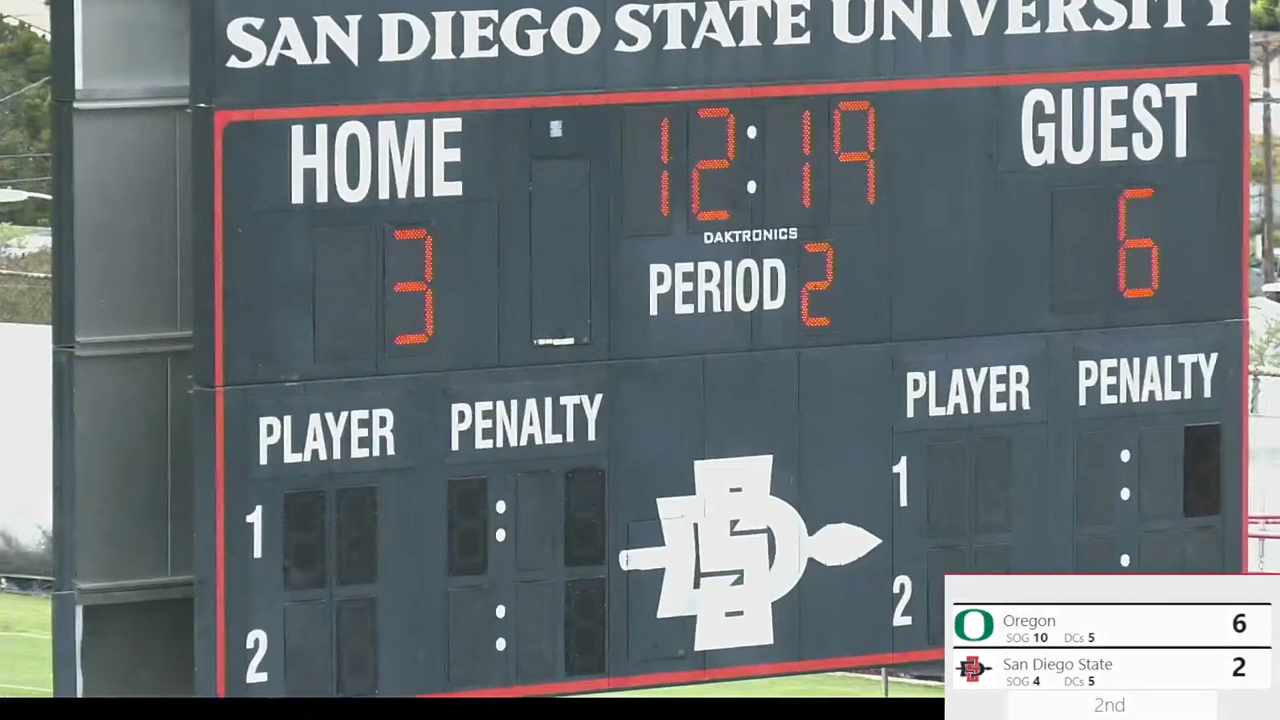 SAN DIEGO STATE UNIVERSITY
HOME 12:19 GUEST
DAKTRONICS
3 PERIOD 2 6
PLAYER PENALTY PLAYER PENALTY
1 : 1 :
2 : 2 :
SD
Oregon 6
SOG 10 DCs 5
San Diego State 2
SOG 4 DCs 5
2nd